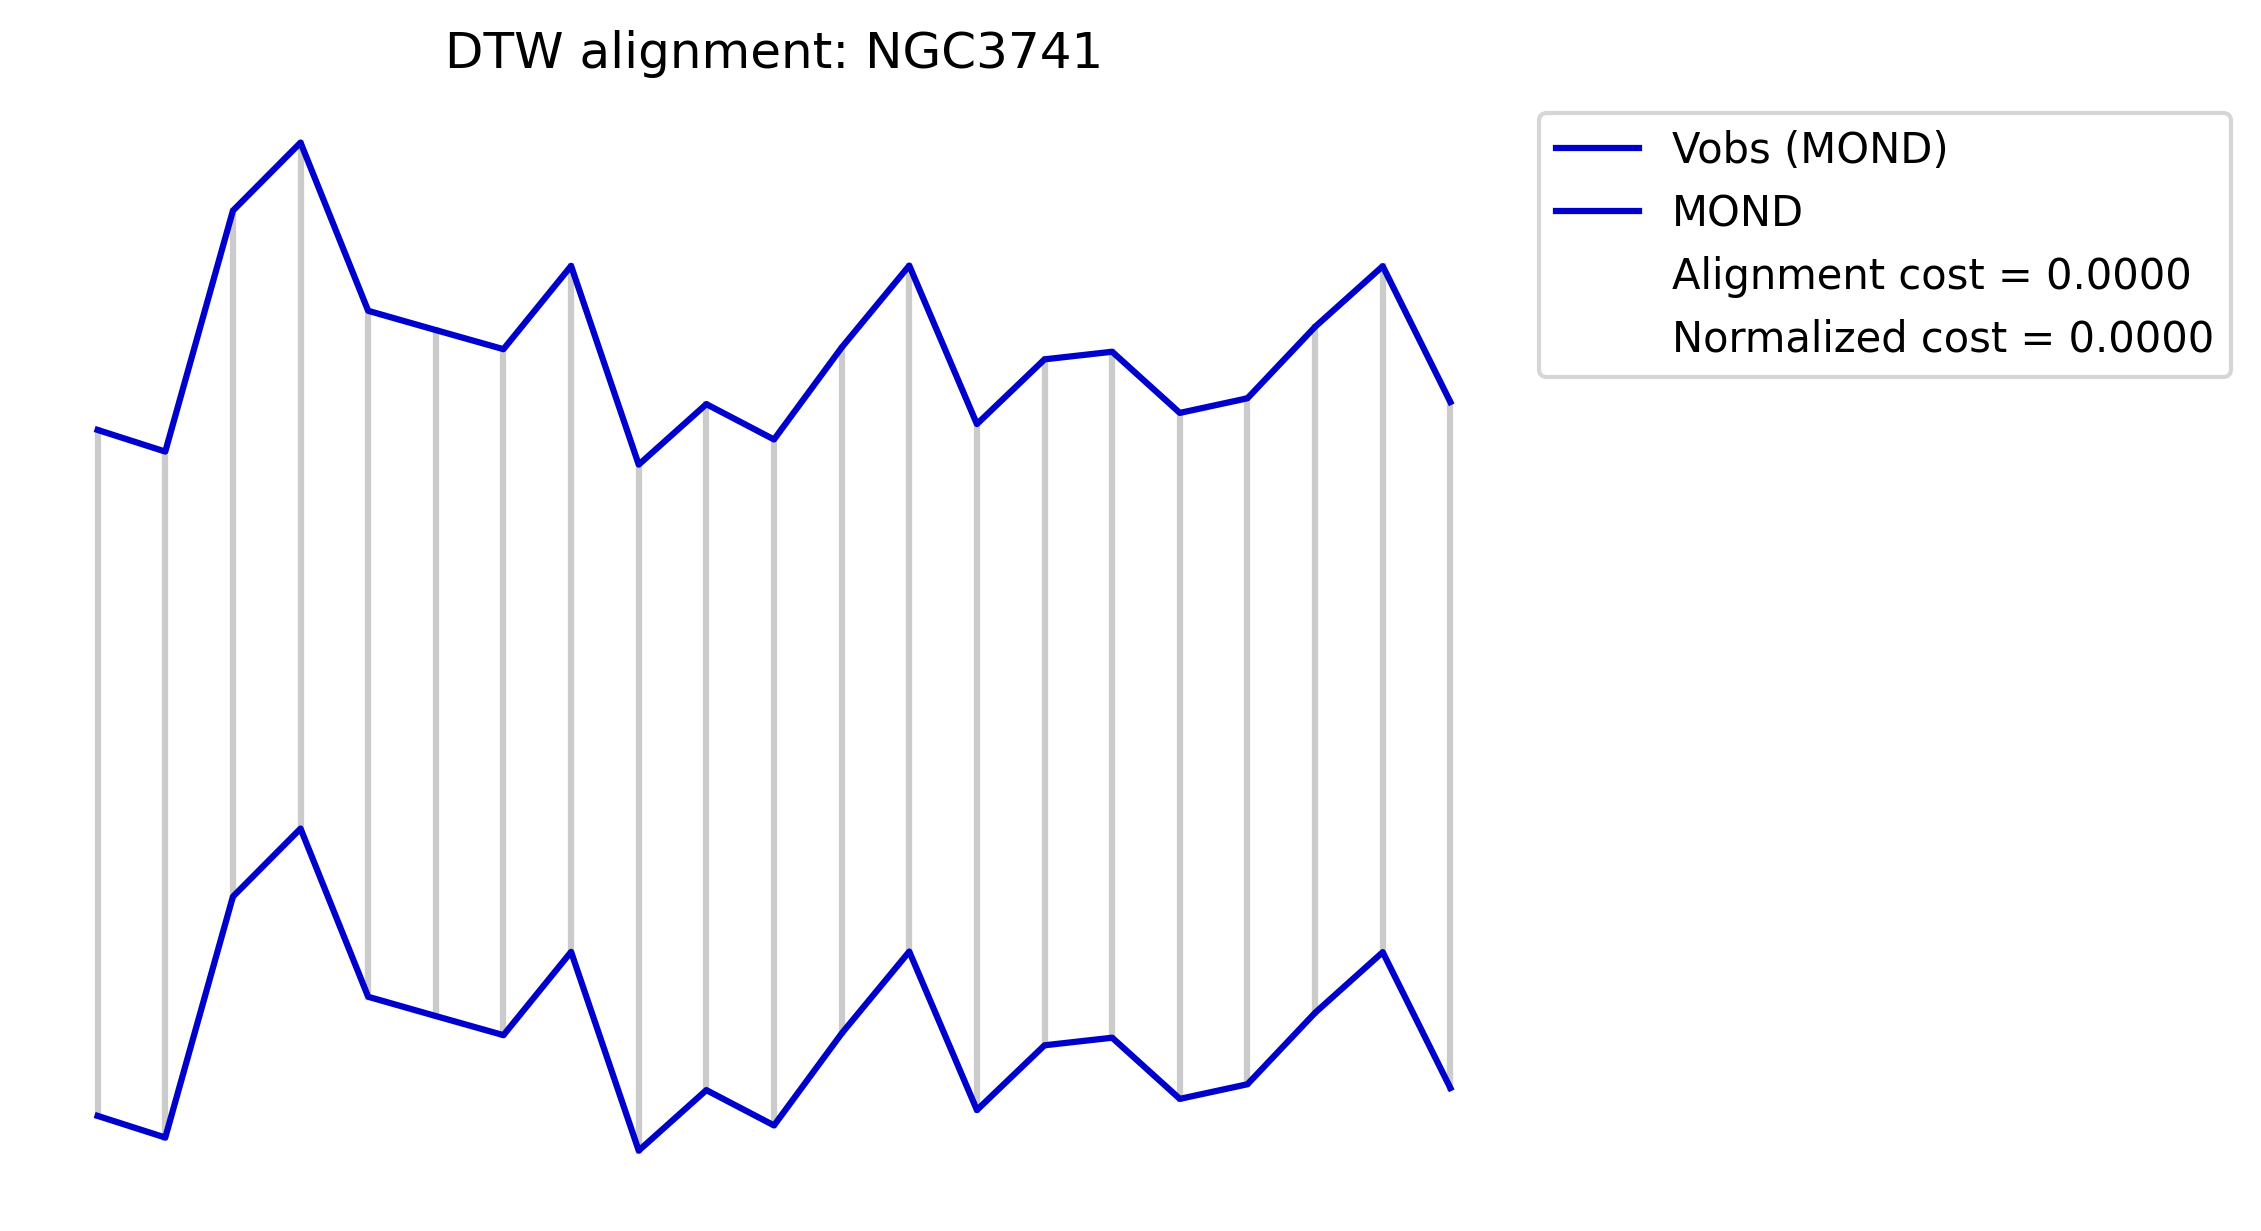 DTW alignment: NGC3741
Vobs (MOND)
MOND
Alignment cost = 0.0000
Normalized cost = 0.0000